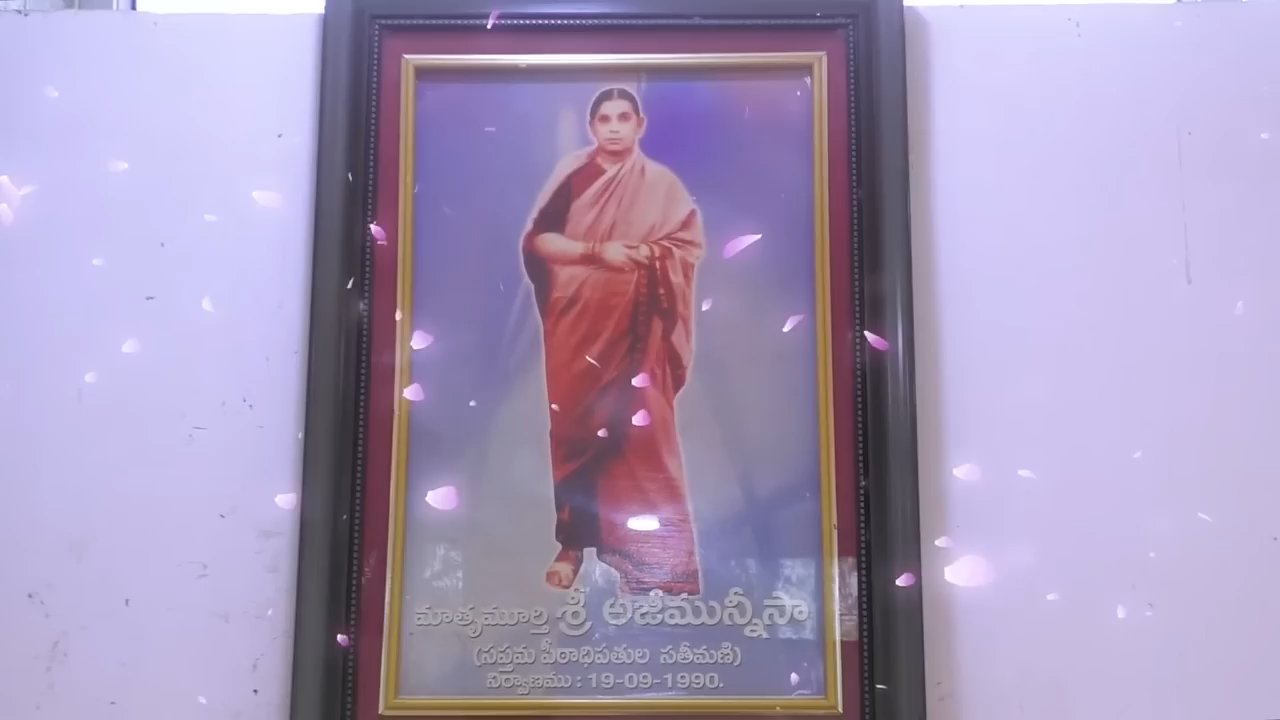 మాతృమూర్తి శ్రీ అజీమున్నీసా
(సప్తమ పీఠాధిపతుల సతీమణి)
నిర్వాణము : 19-09-1990.